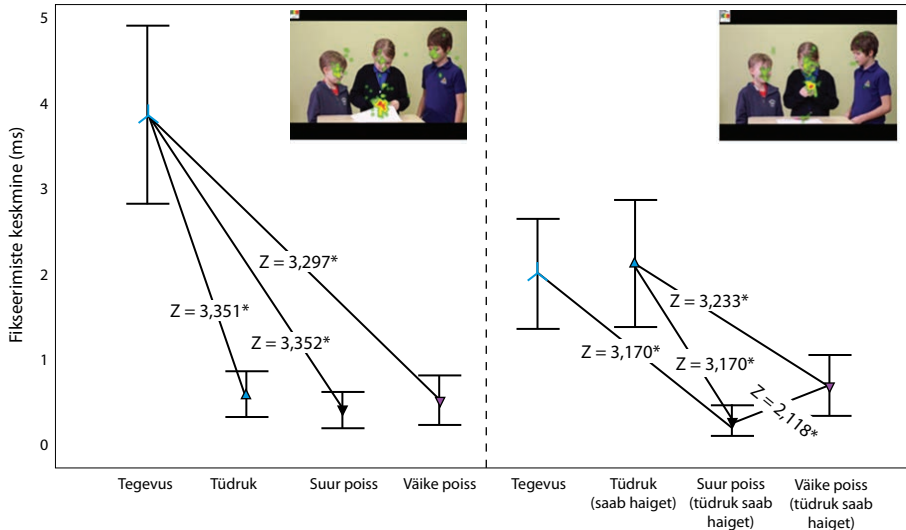 Fikseerimiste keskmine (ms)
5
4
3
2
1
0
Z = 3,297*
Z = 3,351*
Z = 3,352*
Z = 3,233*
Z = 3,170*
Z = 3,170*
Z = 2,118*
Tegevus
Tüdruk
Suur poiss
Väike poiss
Tegevus
Tüdruk
(saab haiget)
Suur poiss
(tüdruk saab
haiget)
Väike poiss
(tüdruk saab
haiget)